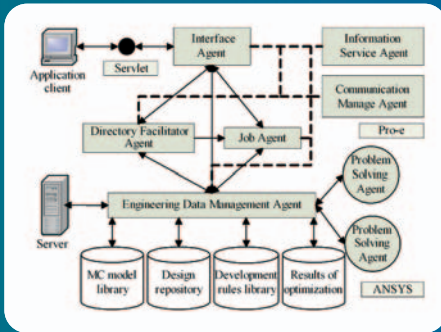 Interface
Agent
Information
Service Agent
Application
client
Servlet
Communication
Manage Agent
Pro-e
Directory Facilitator
Agent
Job Agent
Problem
Solving
Agent
Engineering Data Management Agent
Server
Problem
Solving
Agent
MC model
library
Design
repository
Development
rules library
Results of
optimization
ANSYS